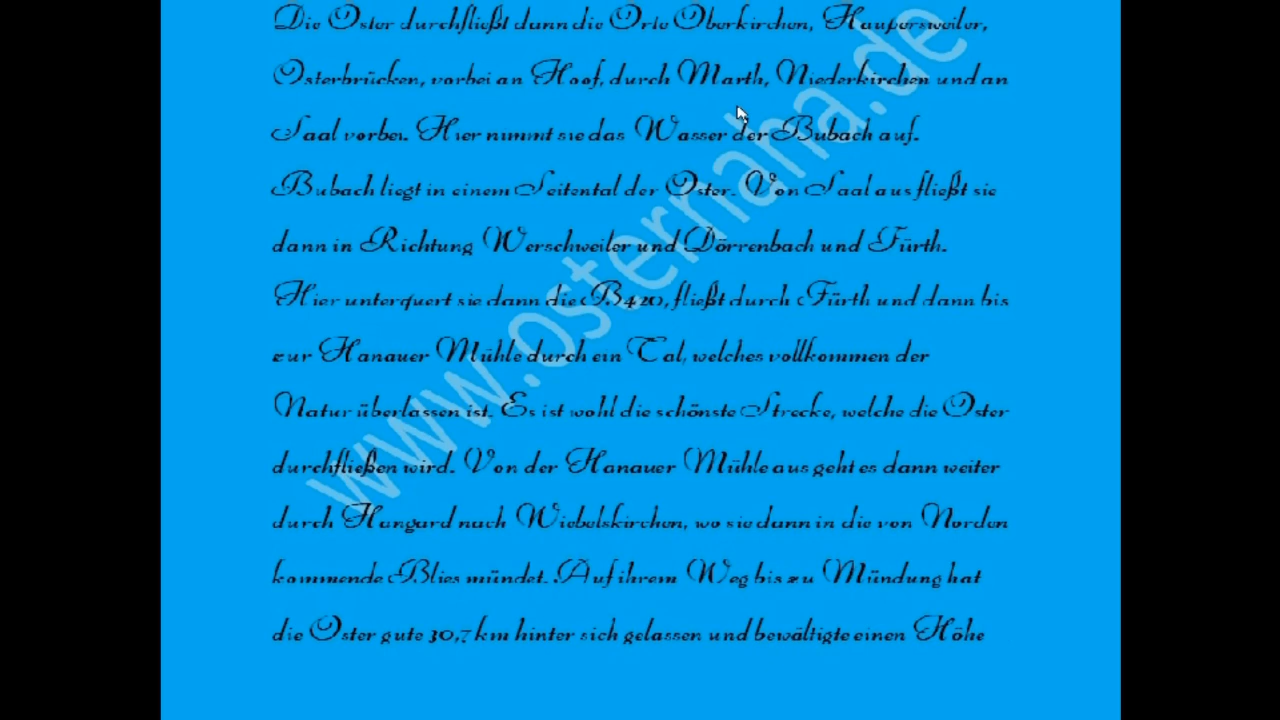 Die Oster durchfließt dann die Orte Oberkirchen, Haupersweiler,
Osterbrücken, vorbei an Hoof, durch Marth, Niederkirchen und an
Saal vorbei. Hier nimmt sie das Wasser der Bubach auf.
Bubach liegt in einem Seitental der Oster. Von Saal aus fließt sie
dann in Richtung Werschweiler und Dörrenbach und Fürth.
Hier unterquert sie dann die B420, fließt durch Fürth und dann bis
zur Hanauer Mühle durch ein Tal, welches vollkommen der
Natur überlassen ist. Es ist wohl die schönste Strecke, welche die Oster
durchfließen wird. Von der Hanauer Mühle aus geht es dann weiter
durch Hangard nach Wiebelskirchen, wo sie dann in die von Norden
kommende Blies mündet. Auf ihrem Weg bis zu Mündung hat
die Oster gute 30,7 km hinter sich gelassen und bewältigte einen Höhe
www.osternaha.de